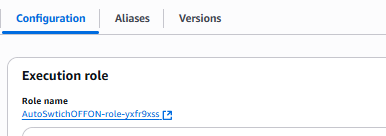 Configuration Aliases Versions
Execution role
Role name
AutoSwtichOFFON-role-yxfr9xss